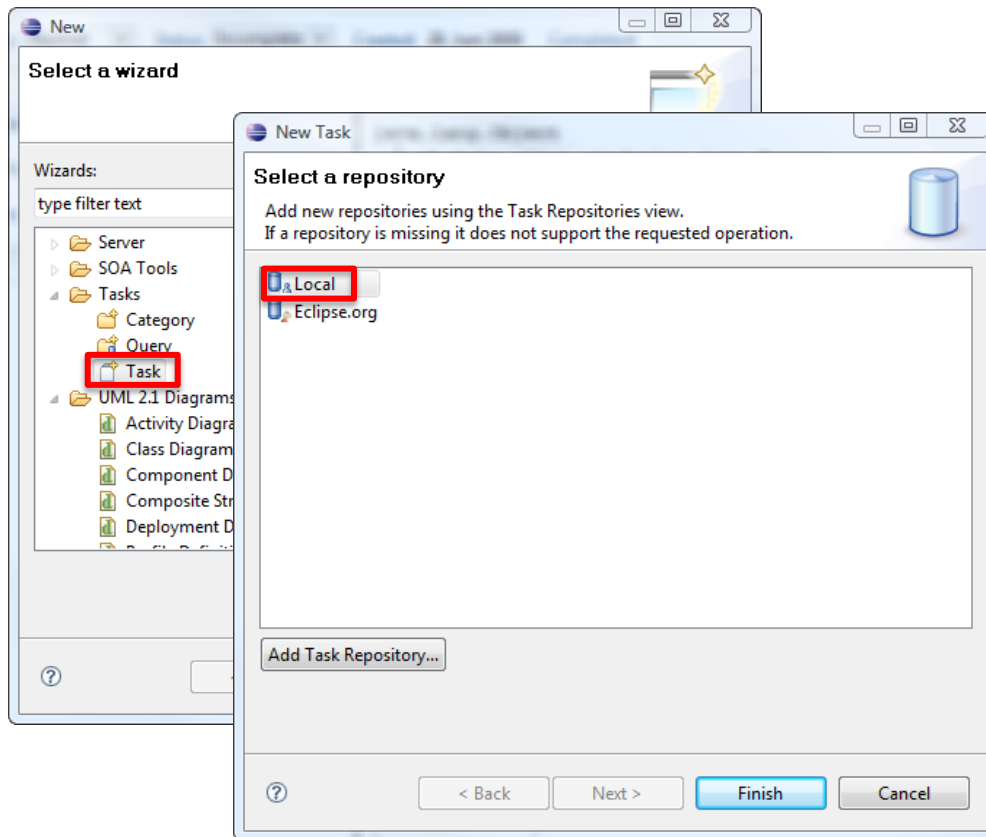 New
Select a wizard
Wizards:
type filter text
Server
SOA Tools
Tasks
Category
Query
Task
UML 2.1 Diagrams
Activity Diagra
Class Diagram
Component D
Composite Str
Deployment D
New Task
Select a repository
Add new repositories using the Task Repositories view.
If a repository is missing it does not support the requested operation.
Local
Eclipse.org
Add Task Repository...
< Back
Next >
Finish
Cancel